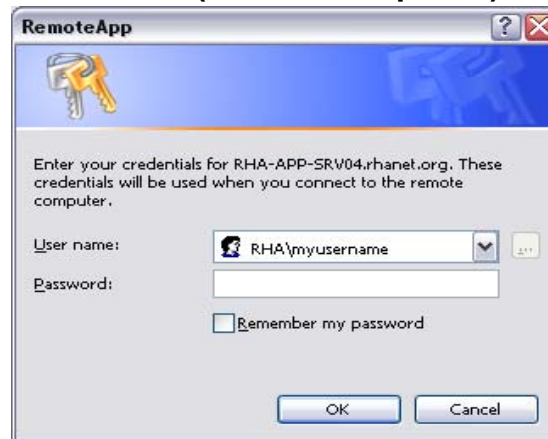 RemoteApp
Enter your credentials for RHA-APP-SRV04.rhanet.org. These
credentials will be used when you connect to the remote
computer.
User name:
RHA\myusername
...
Password:
Remember my password
OK
Cancel